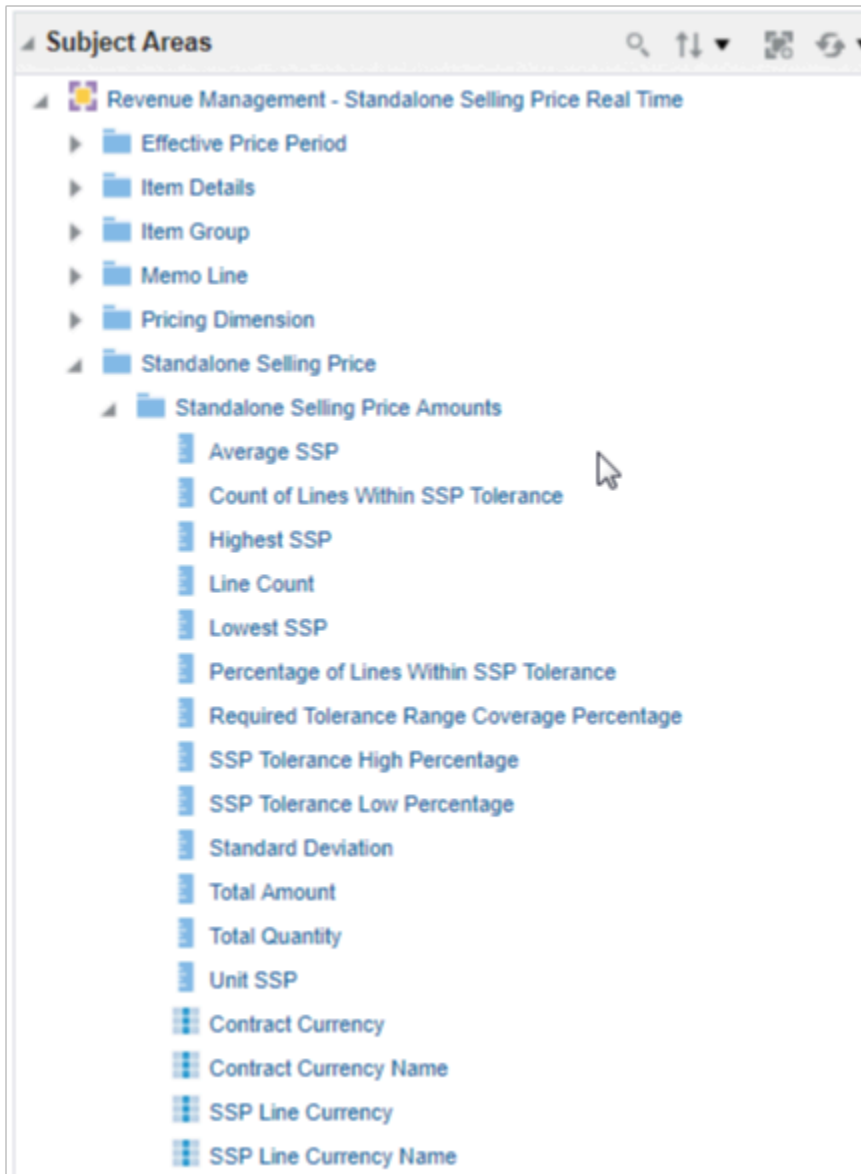 Subject Areas
Revenue Management - Standalone Selling Price Real Time
Effective Price Period
Item Details
Item Group
Memo Line
Pricing Dimension
Standalone Selling Price
Standalone Selling Price Amounts
Average SSP
Count of Lines Within SSP Tolerance
Highest SSP
Line Count
Lowest SSP
Percentage of Lines Within SSP Tolerance
Required Tolerance Range Coverage Percentage
SSP Tolerance High Percentage
SSP Tolerance Low Percentage
Standard Deviation
Total Amount
Total Quantity
Unit SSP
Contract Currency
Contract Currency Name
SSP Line Currency
SSP Line Currency Name